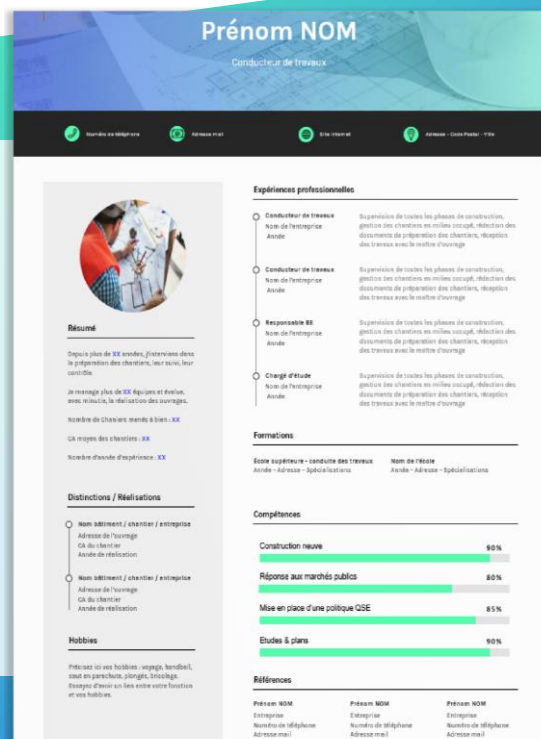 Prénom NOM
Conducteur de travaux
Numéro de téléphone
Adresse mail
Site internet
Adresse - Code Postal - Ville
Résumé
Depuis plus de XX années, j'interviens dans
la préparation des chantiers, leur suivi, leur
contrôle.
Je manage plus de XX équipes et évalue,
avec minutie, la réalisation des ouvrages.
Nombre de Chantiers menés à bien : XX
CA moyen des chantiers : XX
Nombre d'année d'expérience : XX
Distinctions / Réalisations
Nom bâtiment / chantier / entreprise
Adresse de l'ouvrage
CA du chantier
Année de réalisation
Nom bâtiment / chantier / entreprise
Adresse de l'ouvrage
CA du chantier
Année de réalisation
Hobbies
Précisez ici vos hobbies : voyage, handball,
saut en parachute, plongée, bricolage.
Essayez d'avoir un lien entre votre fonction
et vos hobbies.
Expériences professionnelles
Conducteur de travaux
Nom de l'entreprise
Année
Supervision de toutes les phases de construction,
gestion des chantiers en milieu occupé, rédaction des
documents de préparation des chantiers, réception
des travaux avec le maître d'ouvrage
Conducteur de travaux
Nom de l'entreprise
Année
Supervision de toutes les phases de construction,
gestion des chantiers en milieu occupé, rédaction des
documents de préparation des chantiers, réception
des travaux avec le maître d'ouvrage
Responsable BE
Nom de l'entreprise
Année
Supervision de toutes les phases de construction,
gestion des chantiers en milieu occupé, rédaction des
documents de préparation des chantiers, réception
des travaux avec le maître d'ouvrage
Chargé d'étude
Nom de l'entreprise
Année
Supervision de toutes les phases de construction,
gestion des chantiers en milieu occupé, rédaction des
documents de préparation des chantiers, réception
des travaux avec le maître d'ouvrage
Formations
École supérieure - conduite des travaux
Année - Adresse - Spécialisations
Nom de l'école
Année - Adresse - Spécialisations
Compétences
Construction neuve 90%
Réponse aux marchés publics 80%
Mise en place d'une politique QSE 85%
Etudes & plans 90%
Références
Prénom NOM
Entreprise
Numéro de téléphone
Adresse mail
Prénom NOM
Entreprise
Numéro de téléphone
Adresse mail
Prénom NOM
Entreprise
Numéro de téléphone
Adresse mail